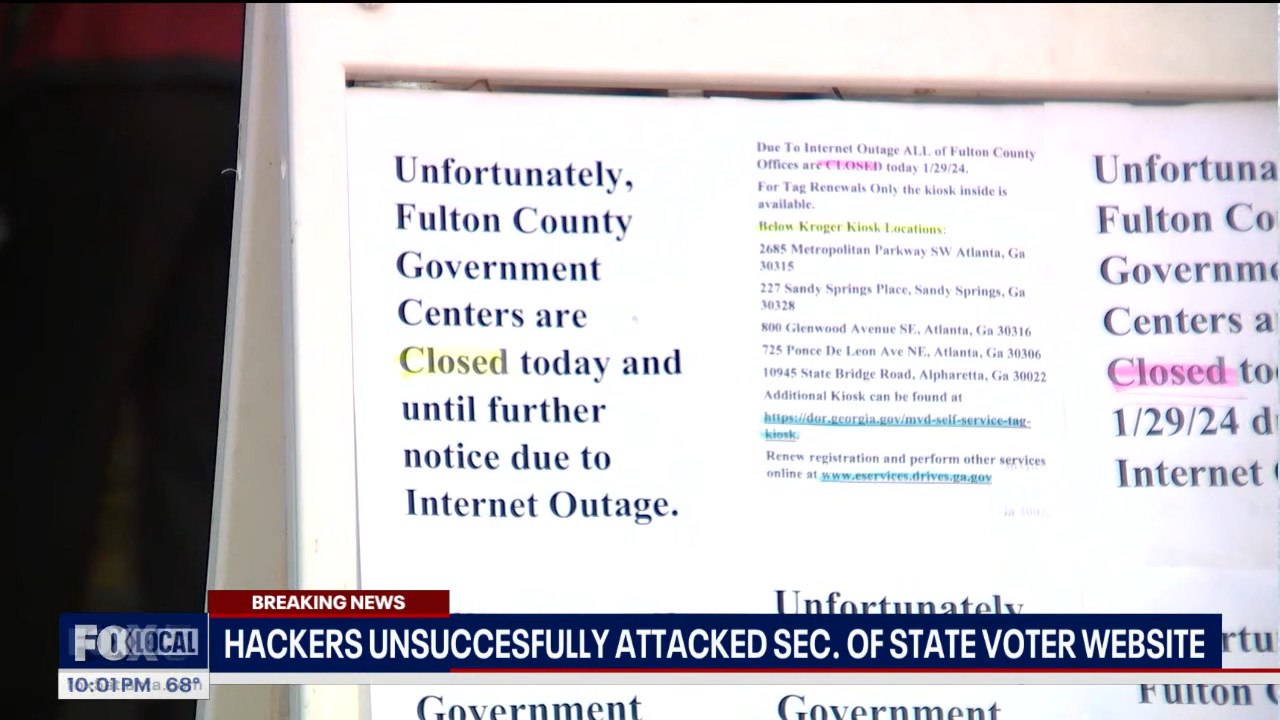 Unfortunately,
Fulton County
Government
Centers are
Closed today and
until further
notice due to
Internet Outage.
Due To Internet Outage ALL of Fulton County
Offices are CLOSED today 1/29/24.
For Tag Renewals Only the kiosk inside is
available.
Below Kroger Kiosk Locations:
2685 Metropolitan Parkway SW Atlanta, Ga
30315
227 Sandy Springs Place, Sandy Springs, Ga
30328
800 Glenwood Avenue SE, Atlanta, Ga 30316
725 Ponce De Leon Ave NE, Atlanta, Ga 30306
10945 State Bridge Road, Alpharetta, Ga 30022
Additional Kiosk can be found at
https://dor.georgia.gov/mvd-self-service-tag-
kiosk.
Renew registration and perform other services
online at www.eservices.drives.ga.gov
Unfortuna
Fulton Co
Governme
Centers a
Closed to
1/29/24 d
Internet
Unfortunately
Government
Government
Fulton
BREAKING NEWS
HACKERS UNSUCCESFULLY ATTACKED SEC. OF STATE VOTER WEBSITE
FOX LOCAL
10:01PM 68°